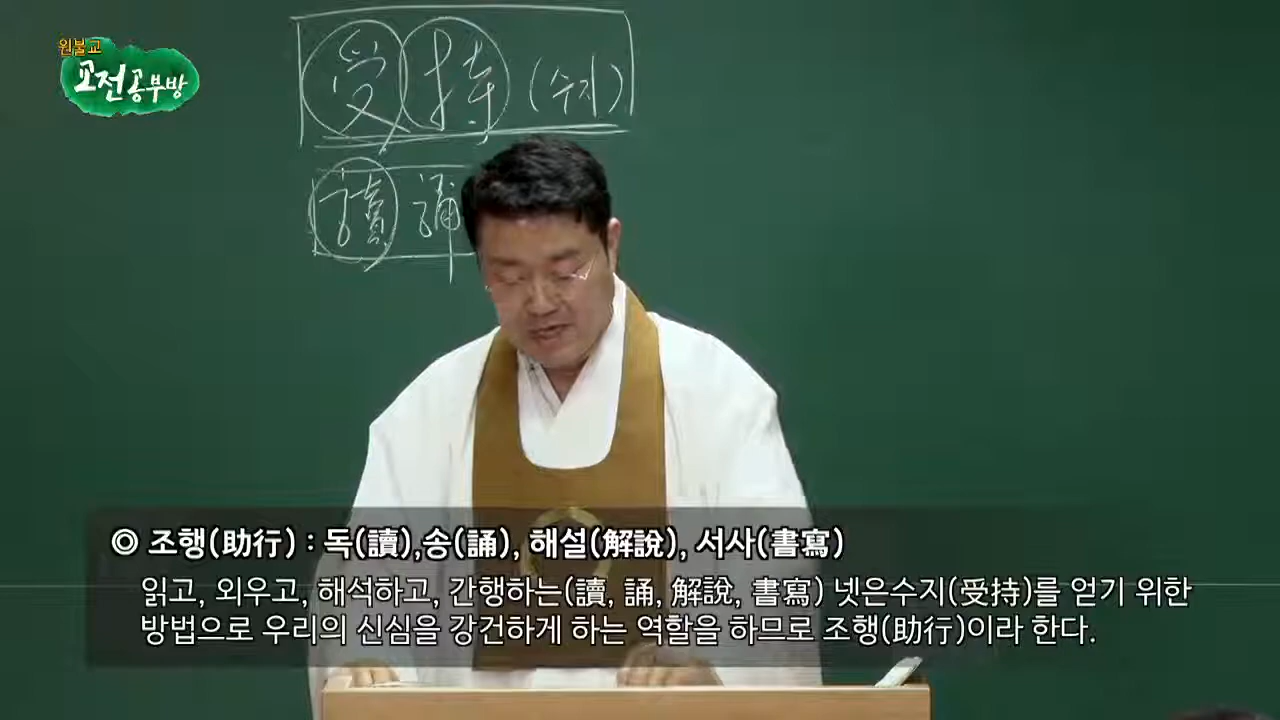 원불교
교전공부방
受持 (수지)
讀誦
◎ 조행(助行) : 독(讀),송(誦), 해설(解說), 서사(書寫)
읽고, 외우고, 해석하고, 간행하는(讀, 誦, 解說, 書寫) 넷은수지(受持)를 얻기 위한
방법으로 우리의 신심을 강건하게 하는 역할을 하므로 조행(助行)이라 한다.